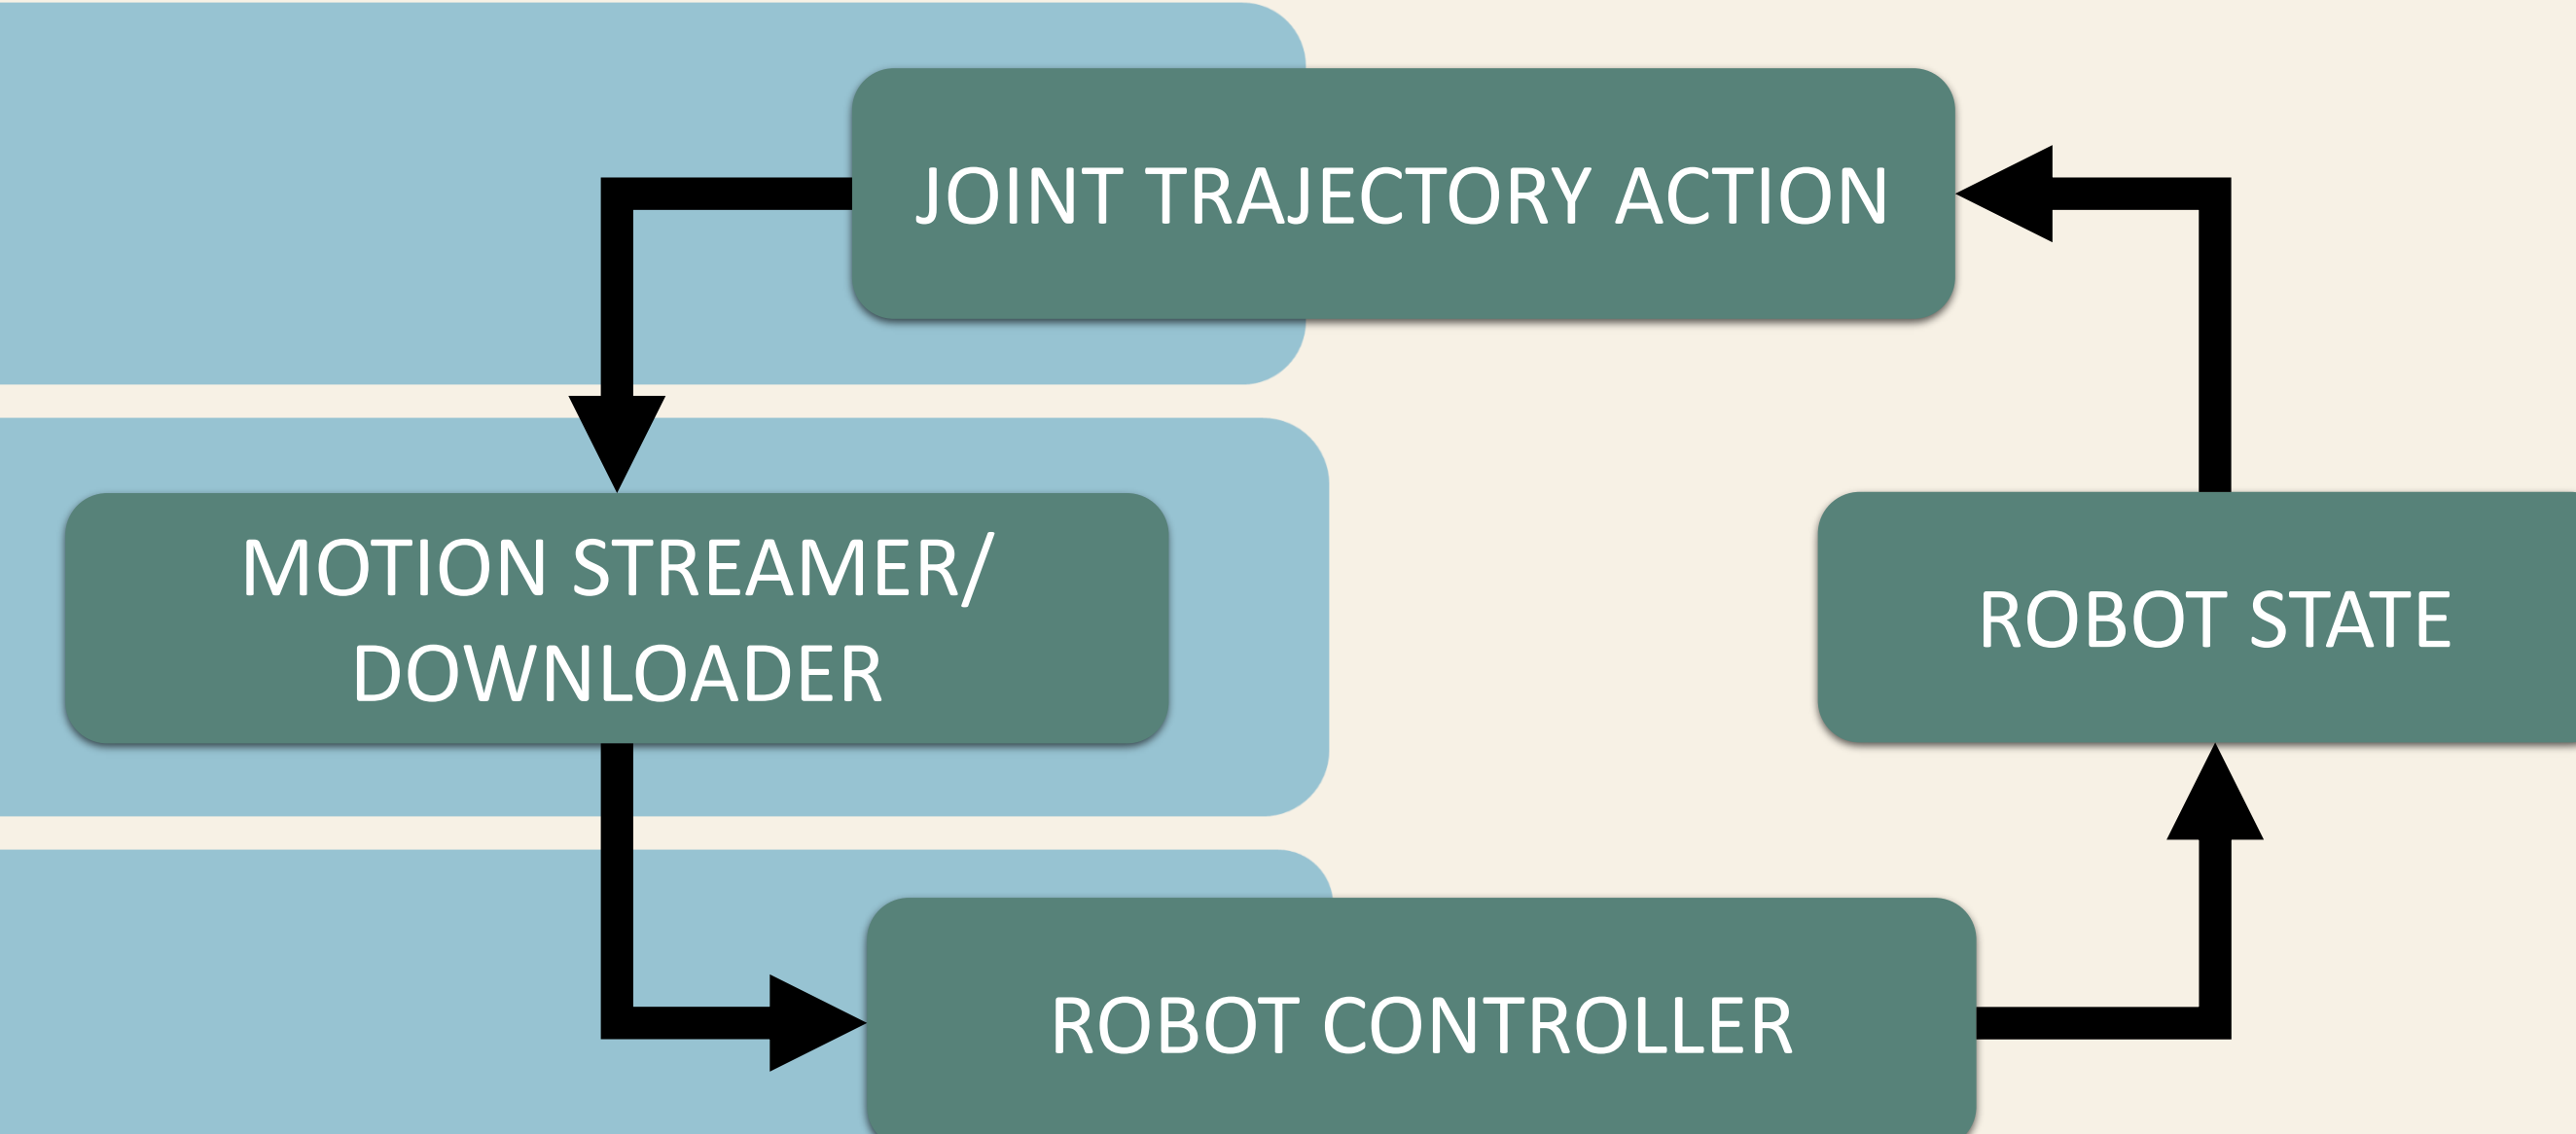 JOINT TRAJECTORY ACTION
MOTION STREAMER/
DOWNLOADER
ROBOT STATE
ROBOT CONTROLLER